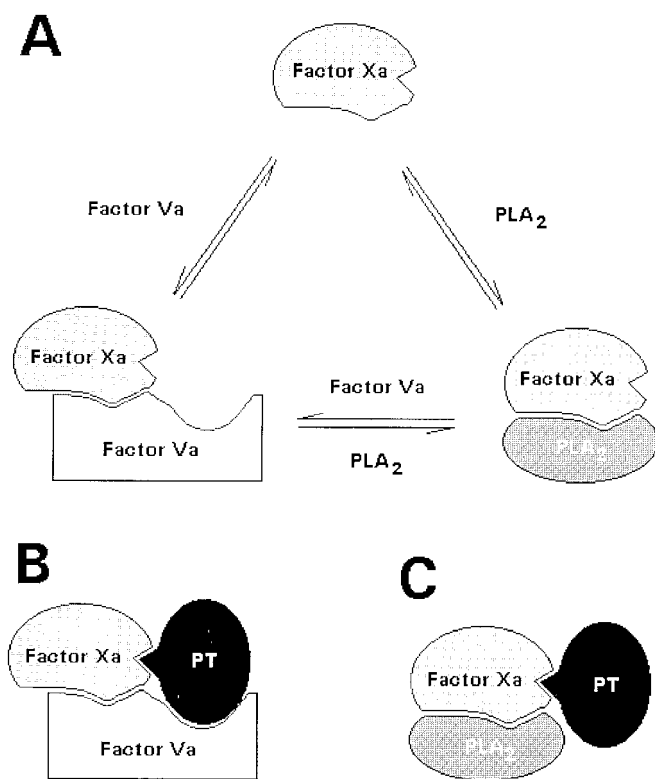 A
Factor Xa
Factor Va
PLA2
Factor Xa
Factor Va
Factor Va
PLA2
Factor Xa
PLA2
B
Factor Xa
PT
Factor Va
C
Factor Xa
PT
PLA2